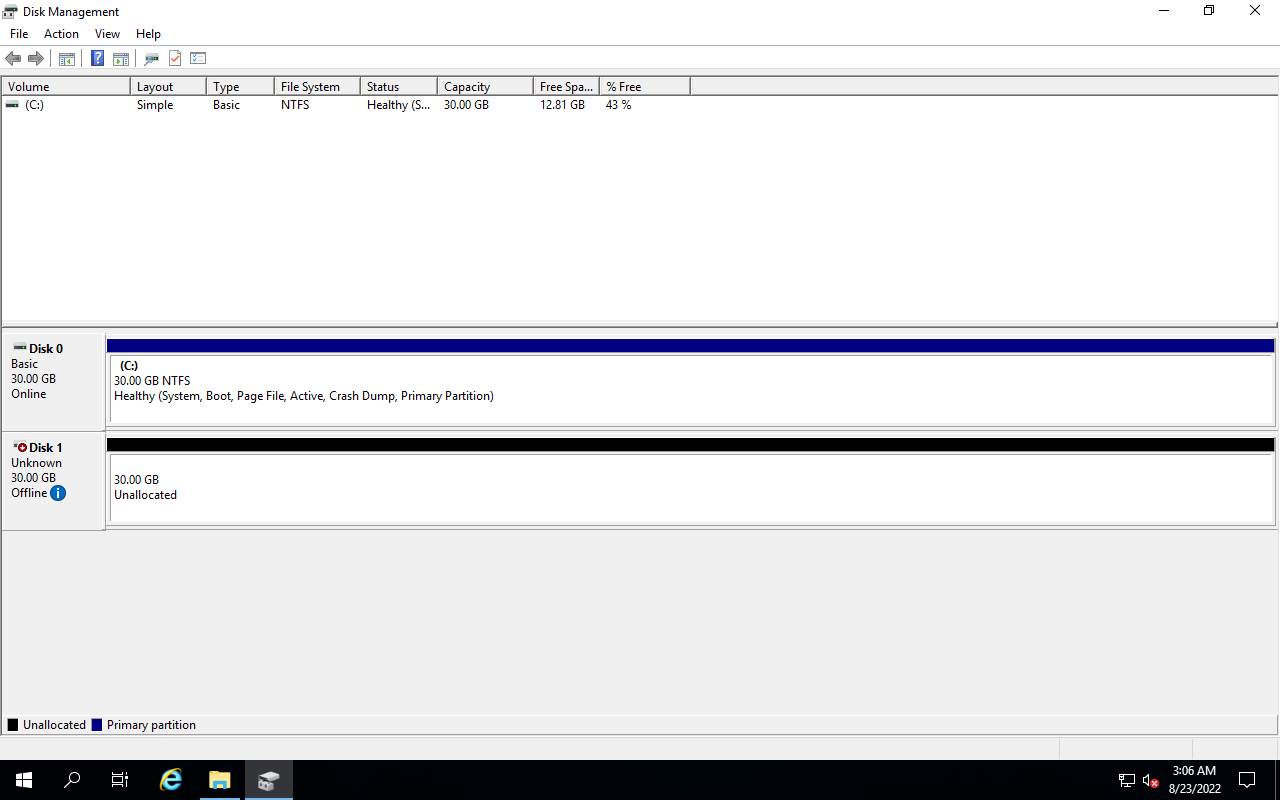 Disk Management
File Action View Help
Volume Layout Type File System Status Capacity Free Spa... % Free
(C:) Simple Basic NTFS Healthy (S... 30.00 GB 12.81 GB 43 %
Disk 0
Basic
30.00 GB
Online
(C:)
30.00 GB NTFS
Healthy (System, Boot, Page File, Active, Crash Dump, Primary Partition)
Disk 1
Unknown
30.00 GB
Offline
30.00 GB
Unallocated
Unallocated Primary partition
3:06 AM
8/23/2022